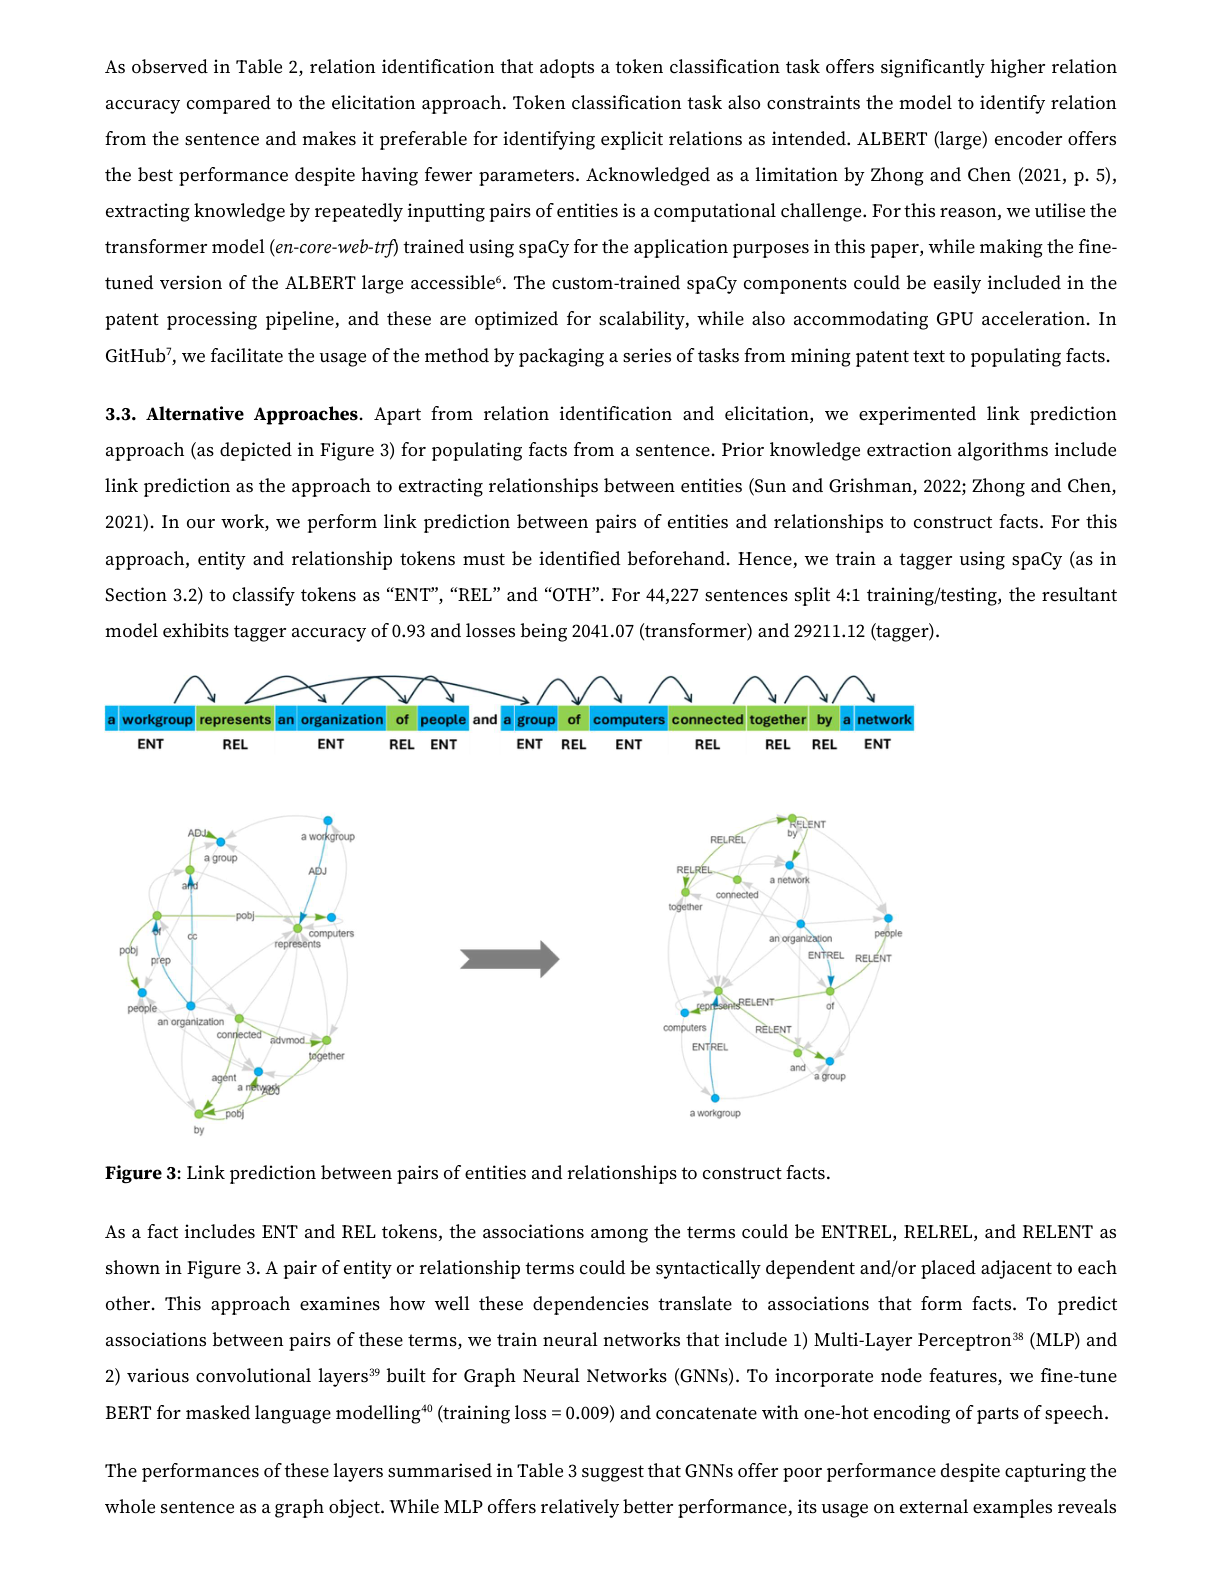 As observed in Table 2, relation identification that adopts a token classification task offers significantly higher relation
accuracy compared to the elicitation approach. Token classification task also constraints the model to identify relation
from the sentence and makes it preferable for identifying explicit relations as intended. ALBERT (large) encoder offers
the best performance despite having fewer parameters. Acknowledged as a limitation by Zhong and Chen (2021, p. 5),
extracting knowledge by repeatedly inputting pairs of entities is a computational challenge. For this reason, we utilise the
transformer model (en-core-web-trf) trained using spaCy for the application purposes in this paper, while making the fine-
tuned version of the ALBERT large accessible⁶. The custom-trained spaCy components could be easily included in the
patent processing pipeline, and these are optimized for scalability, while also accommodating GPU acceleration. In
GitHub⁷, we facilitate the usage of the method by packaging a series of tasks from mining patent text to populating facts.
3.3. Alternative Approaches. Apart from relation identification and elicitation, we experimented link prediction
approach (as depicted in Figure 3) for populating facts from a sentence. Prior knowledge extraction algorithms include
link prediction as the approach to extracting relationships between entities (Sun and Grishman, 2022; Zhong and Chen,
2021). In our work, we perform link prediction between pairs of entities and relationships to construct facts. For this
approach, entity and relationship tokens must be identified beforehand. Hence, we train a tagger using spaCy (as in
Section 3.2) to classify tokens as “ENT”, “REL” and “OTH”. For 44,227 sentences split 4:1 training/testing, the resultant
model exhibits tagger accuracy of 0.93 and losses being 2041.07 (transformer) and 29211.12 (tagger).
a workgroup represents an organization of people and a group of computers connected together by a network
ENT REL ENT REL ENT ENT REL ENT REL REL REL ENT
ADJ
a workgroup
a group
ADJ
and
pobj
of
cc
computers
represents
pobj
prep
people
an organization
connected
advmod
together
agent
a network
ADJ
pobj
by
RELENT
by
RELREL
RELREL
a network
connected
together
an organization
people
ENTREL
RELENT
represents
RELENT
of
computers
RELENT
ENTREL
and
a group
a workgroup
Figure 3: Link prediction between pairs of entities and relationships to construct facts.
As a fact includes ENT and REL tokens, the associations among the terms could be ENTREL, RELREL, and RELENT as
shown in Figure 3. A pair of entity or relationship terms could be syntactically dependent and/or placed adjacent to each
other. This approach examines how well these dependencies translate to associations that form facts. To predict
associations between pairs of these terms, we train neural networks that include 1) Multi-Layer Perceptron³⁸ (MLP) and
2) various convolutional layers³⁹ built for Graph Neural Networks (GNNs). To incorporate node features, we fine-tune
BERT for masked language modelling⁴⁰ (training loss = 0.009) and concatenate with one-hot encoding of parts of speech.
The performances of these layers summarised in Table 3 suggest that GNNs offer poor performance despite capturing the
whole sentence as a graph object. While MLP offers relatively better performance, its usage on external examples reveals